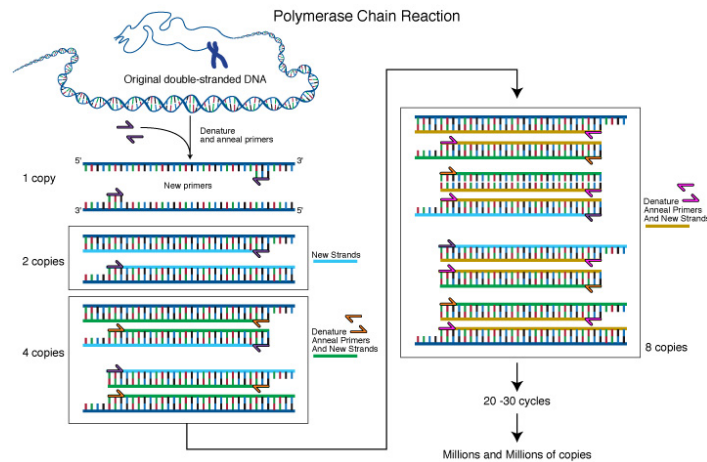 Polymerase Chain Reaction
Original double-stranded DNA
Denature
and anneal primers
5'
3'
1 copy
New primers
3'
5'
2 copies
New Strands
4 copies
Denature
Anneal Primers
And New Strands
Denature
Anneal Primers
And New Strands
8 copies
20 -30 cycles
Millions and Millions of copies